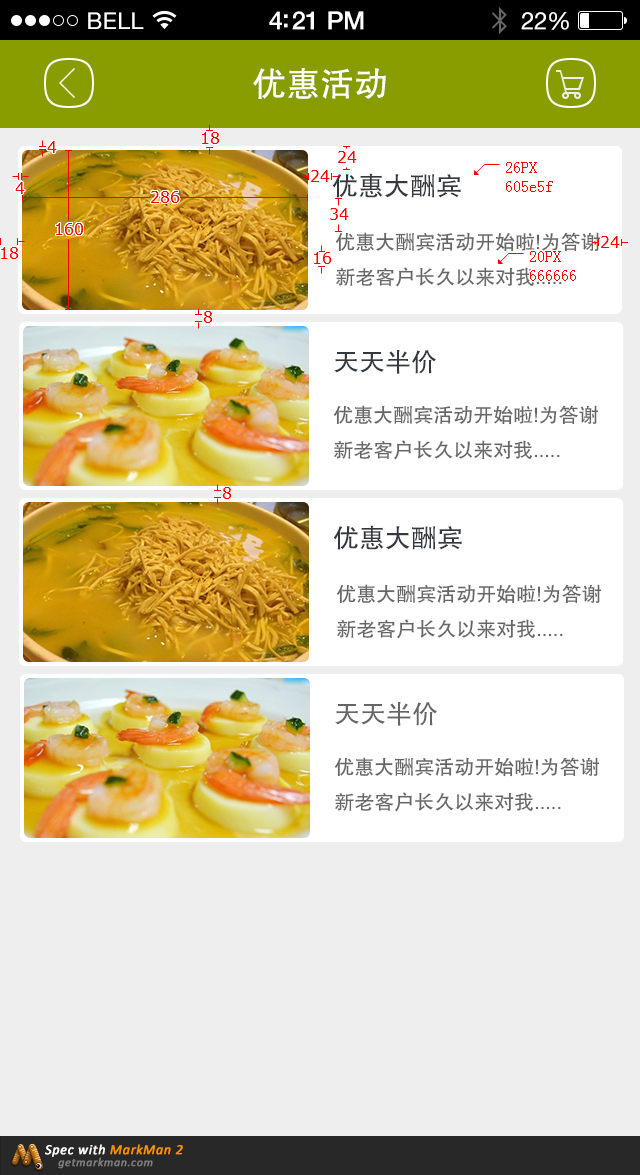 BELL 4:21 PM 22%
优惠活动
18
4
24
4
24
优惠大酬宾
26PX
605e5f
286
160
34
18
16
优惠大酬宾活动开始啦!为答谢
24
新老客户长久以来对我.....
20PX
666666
8
天天半价
优惠大酬宾活动开始啦!为答谢
新老客户长久以来对我.....
8
优惠大酬宾
优惠大酬宾活动开始啦!为答谢
新老客户长久以来对我.....
天天半价
优惠大酬宾活动开始啦!为答谢
新老客户长久以来对我.....
Spec with MarkMan 2
getmarkman.com